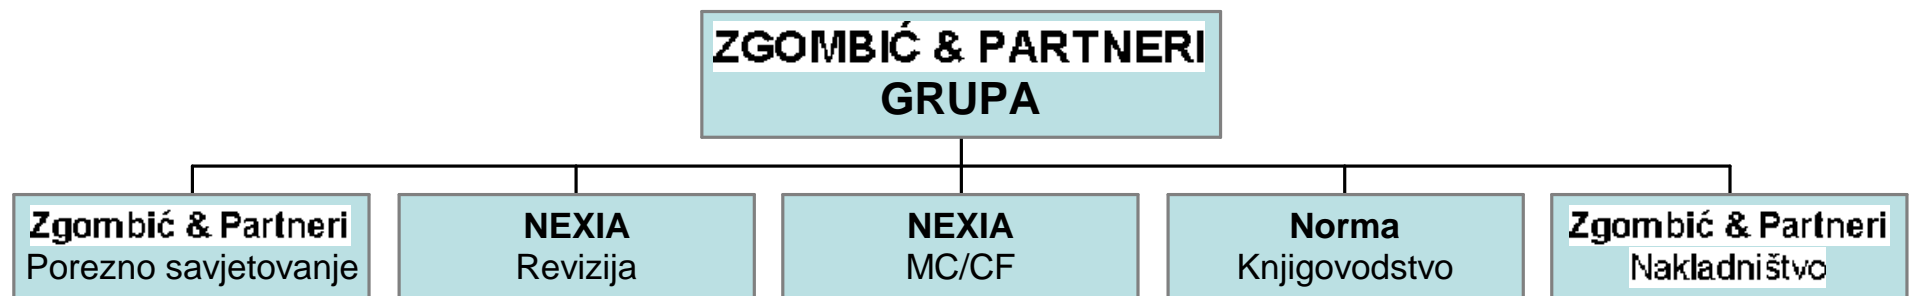 ZGOMBIĆ & PARTNERI
GRUPA
Zgombić & Partneri
Porezno savjetovanje
NEXIA
Revizija
NEXIA
MC/CF
Norma
Knjigovodstvo
Zgombić & Partneri
Nakladništvo